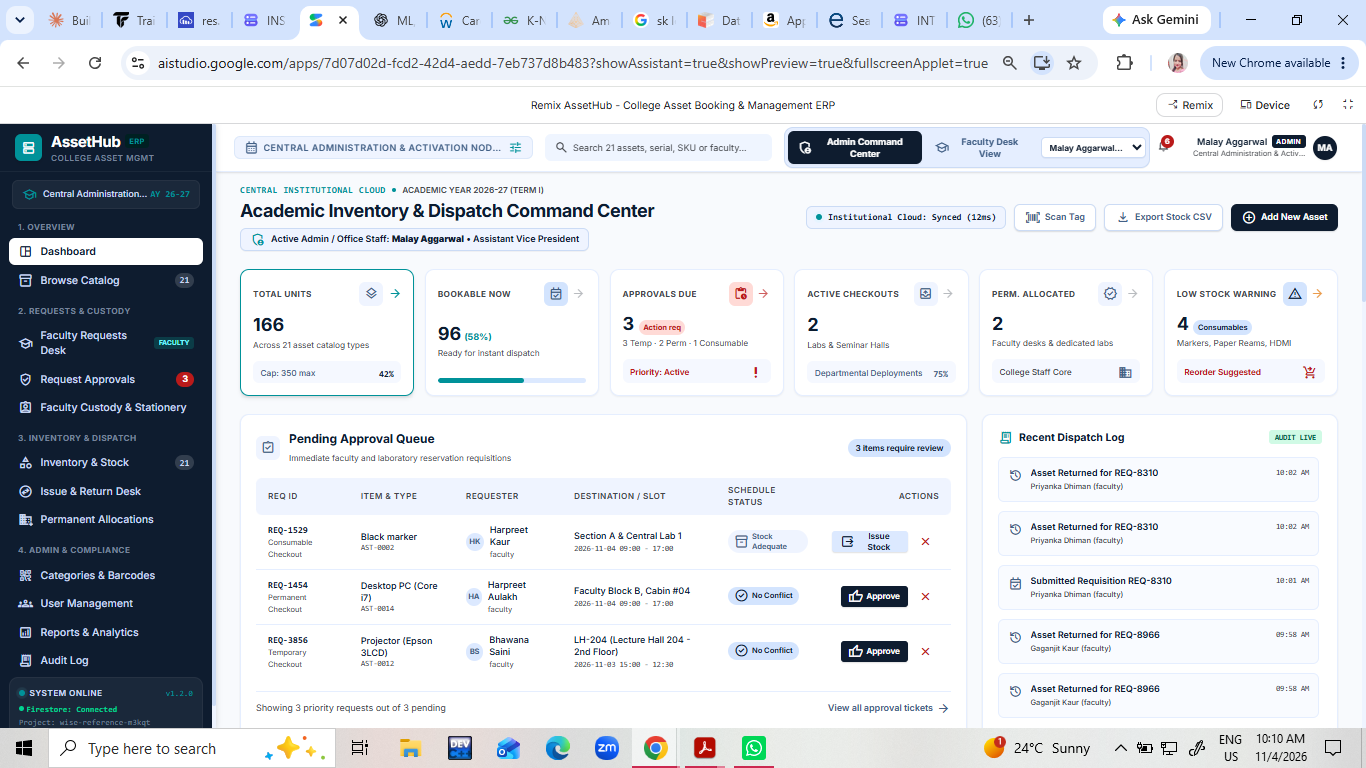 Buil
Trai
res.
INS
ML
Car
K-N
Am
sk l
Dat
App
Sea
INT
(63)
Ask Gemini
aistudio.google.com/apps/7d07d02d-fcd2-42d4-aedd-7eb737d8b483?showAssistant=true&showPreview=true&fullscreenApplet=true
New Chrome available
Remix AssetHub - College Asset Booking & Management ERP
Remix
Device
AssetHub ERP
COLLEGE ASSET MGMT
Central Administration... AY 26-27
1. OVERVIEW
Dashboard
Browse Catalog 21
2. REQUESTS & CUSTODY
Faculty Requests
Desk
FACULTY
Request Approvals 3
Faculty Custody & Stationery
3. INVENTORY & DISPATCH
Inventory & Stock 21
Issue & Return Desk
Permanent Allocations
4. ADMIN & COMPLIANCE
Categories & Barcodes
User Management
Reports & Analytics
Audit Log
SYSTEM ONLINE v1.2.0
Firestore: Connected
Project: wise-reference-m3kqt
CENTRAL ADMINISTRATION & ACTIVATION NOD...
Search 21 assets, serial, SKU or faculty...
Admin Command
Center
Faculty Desk
View
Malay Aggarwal...
6
Malay Aggarwal ADMIN
Central Administration & Activ...
MA
CENTRAL INSTITUTIONAL CLOUD • ACADEMIC YEAR 2026-27 (TERM I)
Academic Inventory & Dispatch Command Center
Active Admin / Office Staff: Malay Aggarwal • Assistant Vice President
Institutional Cloud: Synced (12ms)
Scan Tag
Export Stock CSV
Add New Asset
TOTAL UNITS
166
Across 21 asset catalog types
Cap: 350 max 42%
BOOKABLE NOW
96 (58%)
Ready for instant dispatch
APPROVALS DUE
3 Action req
3 Temp · 2 Perm · 1 Consumable
Priority: Active
ACTIVE CHECKOUTS
2
Labs & Seminar Halls
Departmental Deployments 75%
PERM. ALLOCATED
2
Faculty desks & dedicated labs
College Staff Core
LOW STOCK WARNING
4 Consumables
Markers, Paper Reams, HDMI
Reorder Suggested
Pending Approval Queue
Immediate faculty and laboratory reservation requisitions
3 items require review
REQ ID ITEM & TYPE REQUESTER DESTINATION / SLOT SCHEDULE STATUS ACTIONS
REQ-1529
Consumable
Checkout
Black marker
AST-0002
HK
Harpreet
Kaur
faculty
Section A & Central Lab 1
2026-11-04 09:00 - 17:00
Stock
Adequate
Issue
Stock
REQ-1454
Permanent
Checkout
Desktop PC (Core
i7)
AST-0014
HA
Harpreet
Aulakh
faculty
Faculty Block B, Cabin #04
2026-11-04 09:00 - 17:00
No Conflict
Approve
REQ-3856
Temporary
Checkout
Projector (Epson
3LCD)
AST-0012
BS
Bhawana
Saini
faculty
LH-204 (Lecture Hall 204 -
2nd Floor)
2026-11-03 15:00 - 12:30
No Conflict
Approve
Showing 3 priority requests out of 3 pending
View all approval tickets
Recent Dispatch Log
AUDIT LIVE
Asset Returned for REQ-8310 10:02 AM
Priyanka Dhiman (faculty)
Asset Returned for REQ-8310 10:02 AM
Priyanka Dhiman (faculty)
Submitted Requisition REQ-8310 10:01 AM
Priyanka Dhiman (faculty)
Asset Returned for REQ-8966 09:58 AM
Gaganjit Kaur (faculty)
Asset Returned for REQ-8966 09:58 AM
Gaganjit Kaur (faculty)
Type here to search
DEV
zm
1
24°C Sunny
ENG
US
10:10 AM
11/4/2026